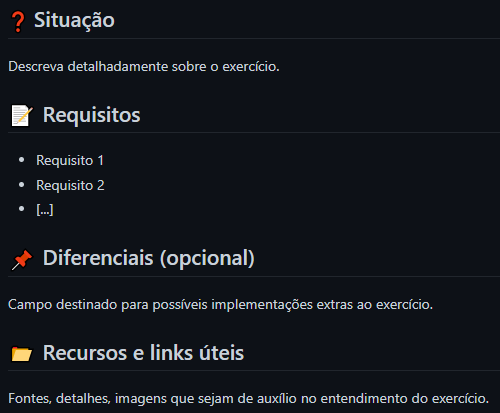 ❓ Situação
Descreva detalhadamente sobre o exercício.
📝 Requisitos
• Requisito 1
• Requisito 2
• [...]
📌 Diferenciais (opcional)
Campo destinado para possíveis implementações extras ao exercício.
📂 Recursos e links úteis
Fontes, detalhes, imagens que sejam de auxílio no entendimento do exercício.